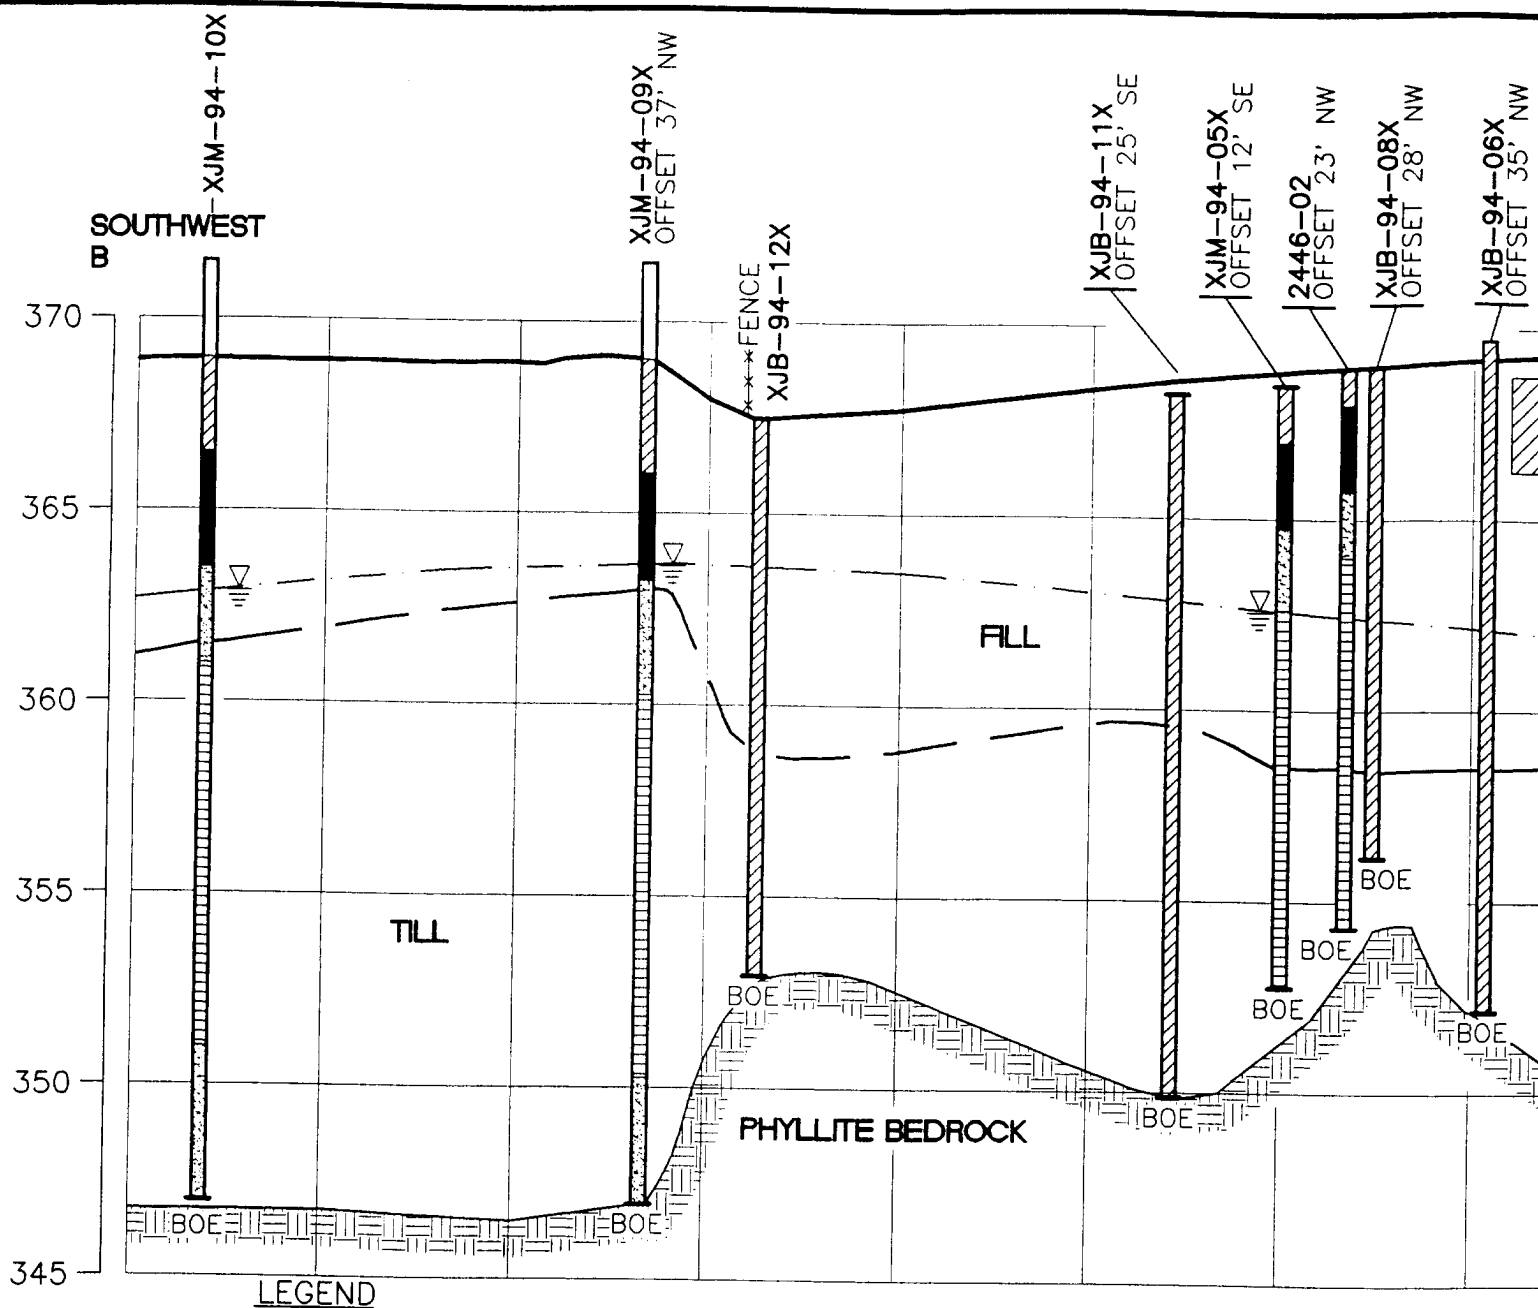 XJM-94-10X
SOUTHWEST
B
XJM-94-09X
OFFSET 37' NW
FENCE
XJB-94-12X
XJB-94-11X
OFFSET 25' SE
XJM-94-05X
OFFSET 12' SE
2446-02
OFFSET 23' NW
XJB-94-08X
OFFSET 28' NW
XJB-94-06X
OFFSET 35' NW
370
365
360
355
350
345
FILL
TILL
PHYLLITE BEDROCK
BOE
BOE
BOE
BOE
BOE
BOE
BOE
BOE
LEGEND